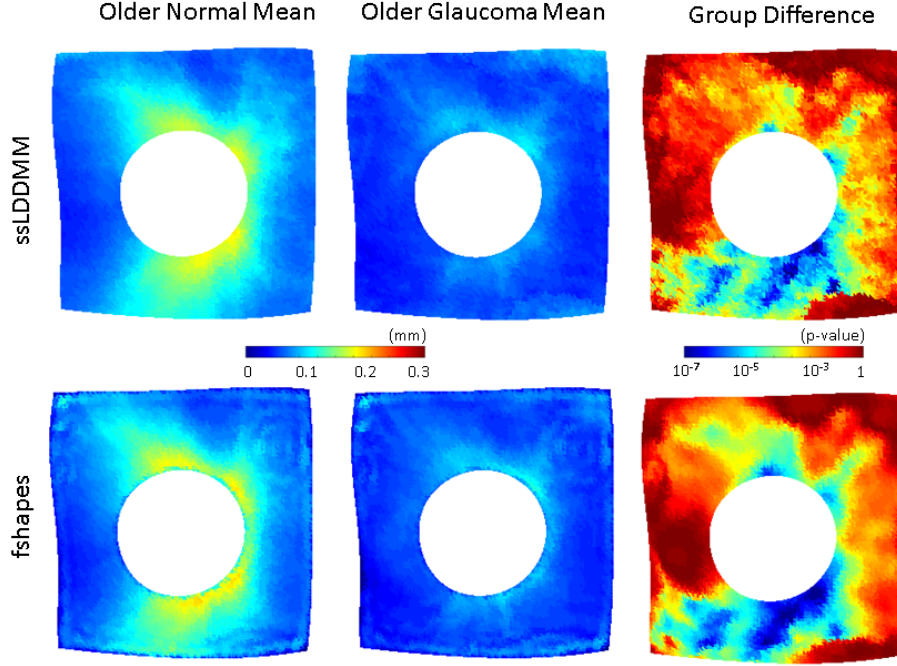 Older Normal Mean
Older Glaucoma Mean
Group Difference
ssLDDMM
(mm)
0 0.1 0.2 0.3
(p-value)
10-7 10-5 10-3 1
fshapes